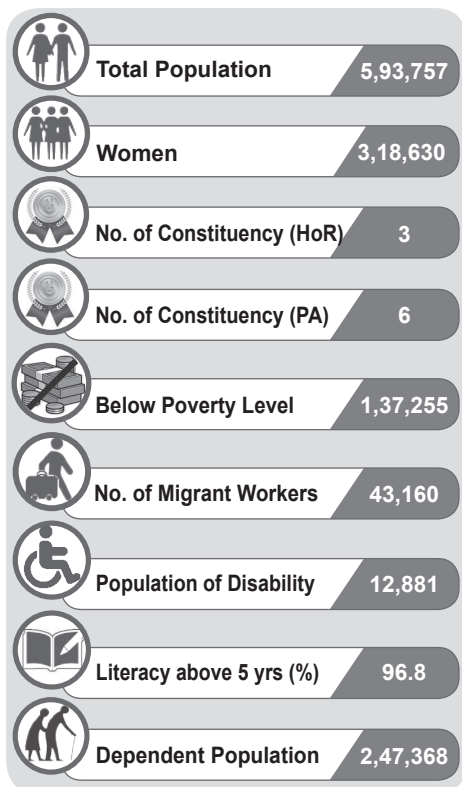 Total Population 5,93,757
Women 3,18,630
No. of Constituency (HoR) 3
No. of Constituency (PA) 6
Below Poverty Level 1,37,255
No. of Migrant Workers 43,160
Population of Disability 12,881
Literacy above 5 yrs (%) 96.8
Dependent Population 2,47,368